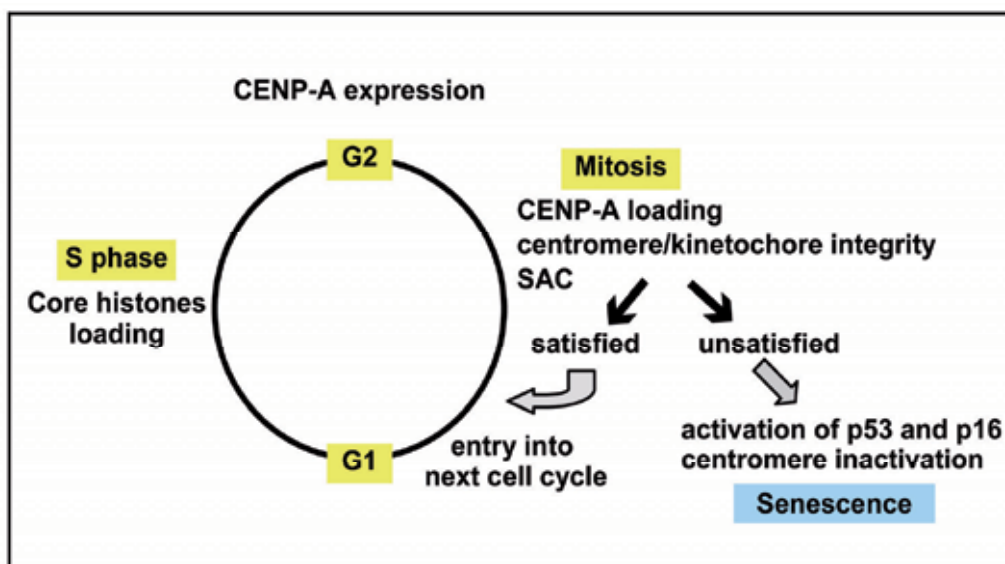 CENP-A expression
G2
Mitosis
CENP-A loading
centromere/kinetochore integrity
SAC
S phase
Core histones
loading
satisfied
unsatisfied
G1
entry into
next cell cycle
activation of p53 and p16
centromere inactivation
Senescence